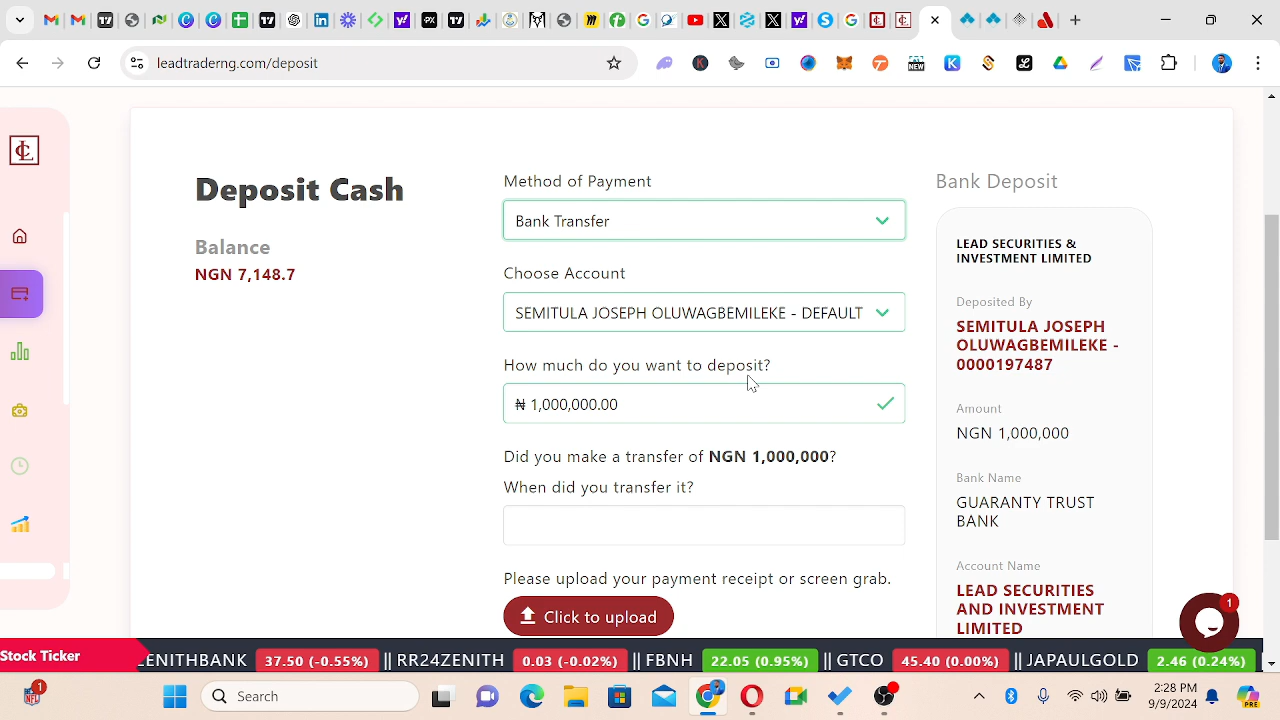 leadtraderng.com/deposit
NEW
Deposit Cash
Balance
NGN 7,148.7
Method of Payment
Bank Transfer
Choose Account
SEMITULA JOSEPH OLUWAGBEMILEKE - DEFAULT
How much do you want to deposit?
₦ 1,000,000.00
Did you make a transfer of NGN 1,000,000?
When did you transfer it?
Please upload your payment receipt or screen grab.
Click to upload
Bank Deposit
LEAD SECURITIES &
INVESTMENT LIMITED
Deposited By
SEMITULA JOSEPH
OLUWAGBEMILEKE -
0000197487
Amount
NGN 1,000,000
Bank Name
GUARANTY TRUST
BANK
Account Name
LEAD SECURITIES
AND INVESTMENT
LIMITED
1
Stock Ticker
ZENITHBANK 37.50 (-0.55%) || RR24ZENITH 0.03 (-0.02%) || FBNH 22.05 (0.95%) || GTCO 45.40 (0.00%) || JAPAULGOLD 2.46 (0.24%)
1
Search
2:28 PM
9/9/2024
PRE